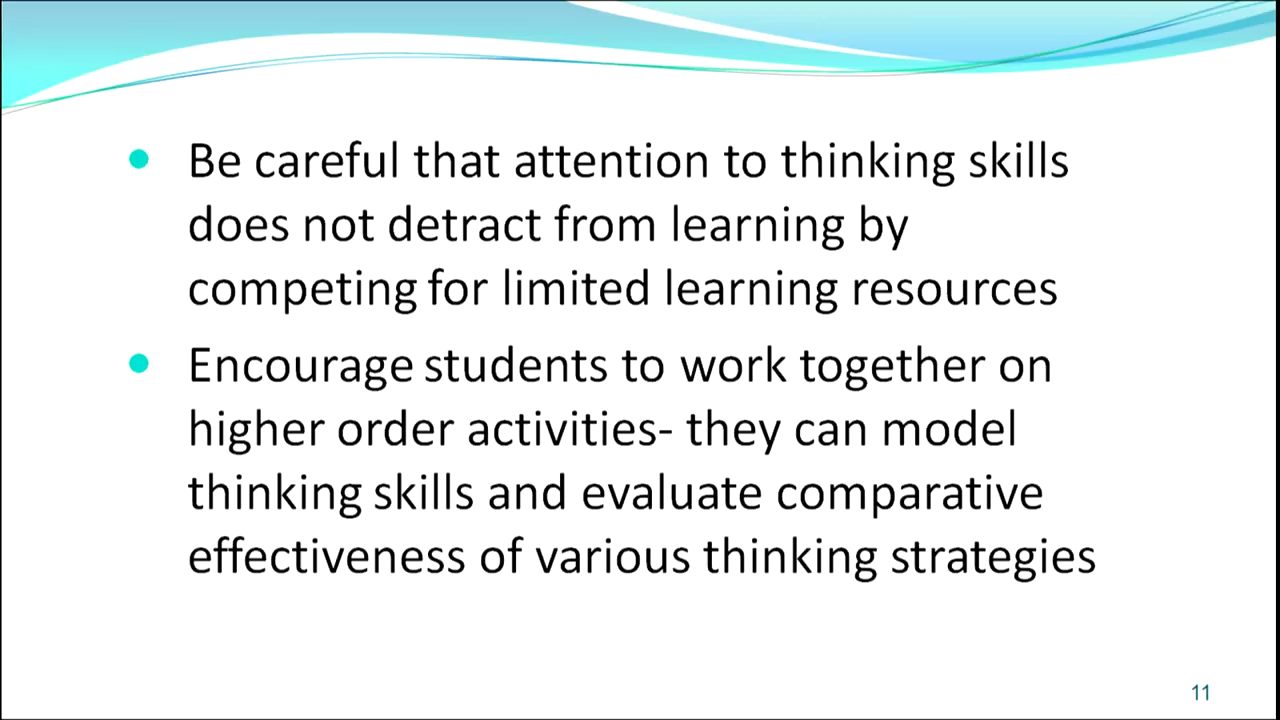 Be careful that attention to thinking skills
does not detract from learning by
competing for limited learning resources
Encourage students to work together on
higher order activities- they can model
thinking skills and evaluate comparative
effectiveness of various thinking strategies
11